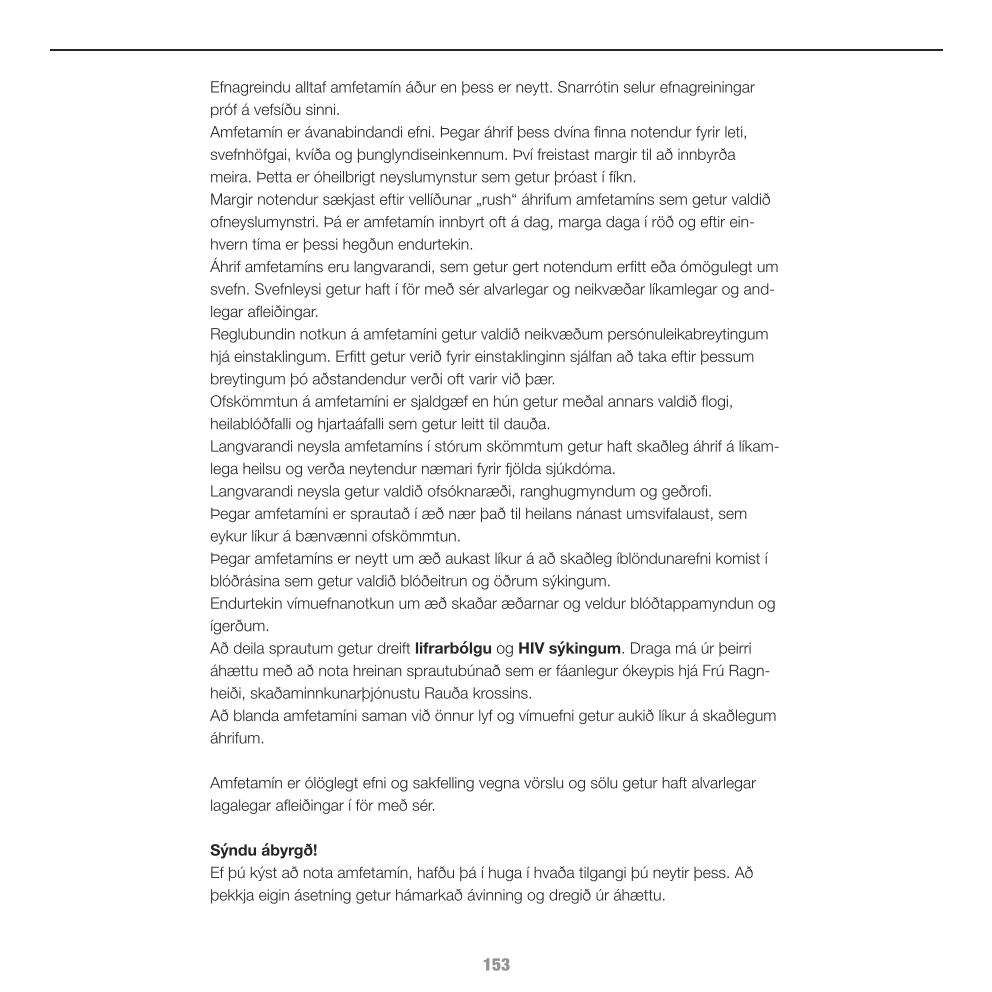 Efnagreindu alltaf amfetamín áður en þess er neytt. Snarrótin selur efnagreiningar
próf á vefsíðu sinni.
Amfetamín er ávanabindandi efni. Þegar áhrif þess dvína finna notendur fyrir leti,
svefnhöfgai, kvíða og þunglyndiseinkennum. Því freistast margir til að innbyrða
meira. Þetta er óheilbrigt neyslumynstur sem getur þróast í fíkn.
Margir notendur sækjast eftir vellíðunar „rush“ áhrifum amfetamíns sem getur valdið
ofneyslumynstri. Þá er amfetamín innbyrt oft á dag, marga daga í röð og eftir ein-
hvern tíma er þessi hegðun endurtekin.
Áhrif amfetamíns eru langvarandi, sem getur gert notendum erfitt eða ómögulegt um
svefn. Svefnleysi getur haft í för með sér alvarlegar og neikvæðar líkamlegar og and-
legar afleiðingar.
Reglubundin notkun á amfetamíni getur valdið neikvæðum persónuleikabreytingum
hjá einstaklingum. Erfitt getur verið fyrir einstaklinginn sjálfan að taka eftir þessum
breytingum þó aðstandendur verði oft varir við þær.
Ofskömmtun á amfetamíni er sjaldgæf en hún getur meðal annars valdið flogi,
heilablóðfalli og hjartaáfalli sem getur leitt til dauða.
Langvarandi neysla amfetamíns í stórum skömmtum getur haft skaðleg áhrif á líkam-
lega heilsu og verða neytendur næmari fyrir fjölda sjúkdóma.
Langvarandi neysla getur valdið ofsóknaræði, ranghugmyndum og geðrofi.
Þegar amfetamíni er sprautað í æð nær það til heilans nánast umsvifalaust, sem
eykur líkur á bænvænni ofskömmtun.
Þegar amfetamíns er neytt um æð aukast líkur á að skaðleg íblöndunarefni komist í
blóðrásina sem getur valdið blóðeitrun og öðrum sýkingum.
Endurtekin vímuefnanotkun um æð skaðar æðarnar og veldur blóðtappamyndun og
ígerðum.
Að deila sprautum getur dreift lifrarbólgu og HIV sýkingum. Draga má úr þeirri
áhættu með að nota hreinan sprautubúnað sem er fáanlegur ókeypis hjá Frú Ragn-
heiði, skaðaminnkunarþjónustu Rauða krossins.
Að blanda amfetamíni saman við önnur lyf og vímuefni getur aukið líkur á skaðlegum
áhrifum.
Amfetamín er ólöglegt efni og sakfelling vegna vörslu og sölu getur haft alvarlegar
lagalegar afleiðingar í för með sér.
Sýndu ábyrgð!
Ef þú kýst að nota amfetamín, hafðu þá í huga í hvaða tilgangi þú neytir þess. Að
þekkja eigin ásetning getur hámarkað ávinning og dregið úr áhættu.
153